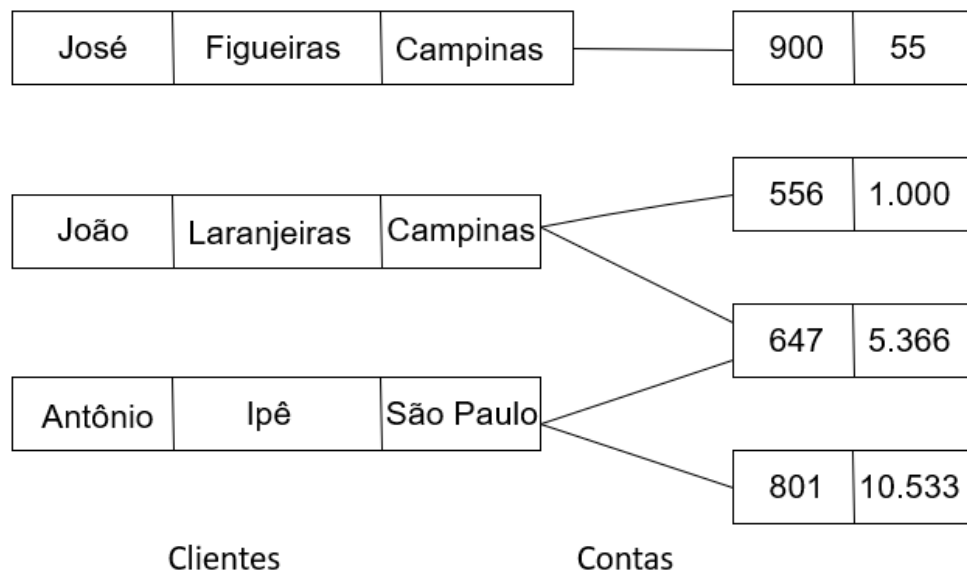 José Figueiras Campinas 900 55
556 1.000
João Laranjeiras Campinas
647 5.366
Antônio Ipê São Paulo
801 10.533
Clientes Contas